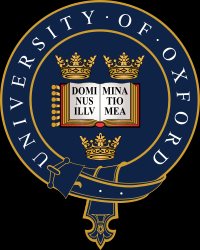 UNIVERSITY · OF · OXFORD
DOMI MINA
NUS TIO
ILLV MEA